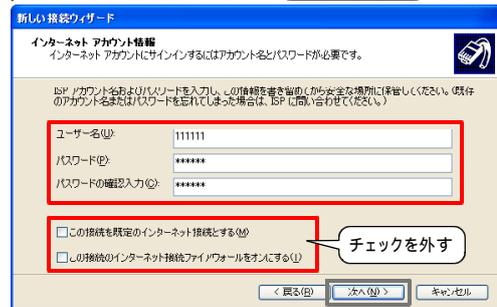 新しい接続ウィザード
インターネット アカウント情報
インターネット アカウントにサインインするにはアカウント名とパスワードが必要です。
ISP アカウント名およびパスワードを入力し、この情報を書き留めてから安全な場所に保管してください。(既存
のアカウント名またはパスワードを忘れてしまった場合は、ISP に問い合わせてください。)
ユーザー名(U):
111111
パスワード(P):
******
パスワードの確認入力(C):
******
この接続を既定のインターネット接続とする(M)
この接続のインターネット接続ファイアウォールをオンにする(I)
チェックを外す
< 戻る(B)
次へ(N) >
キャンセル